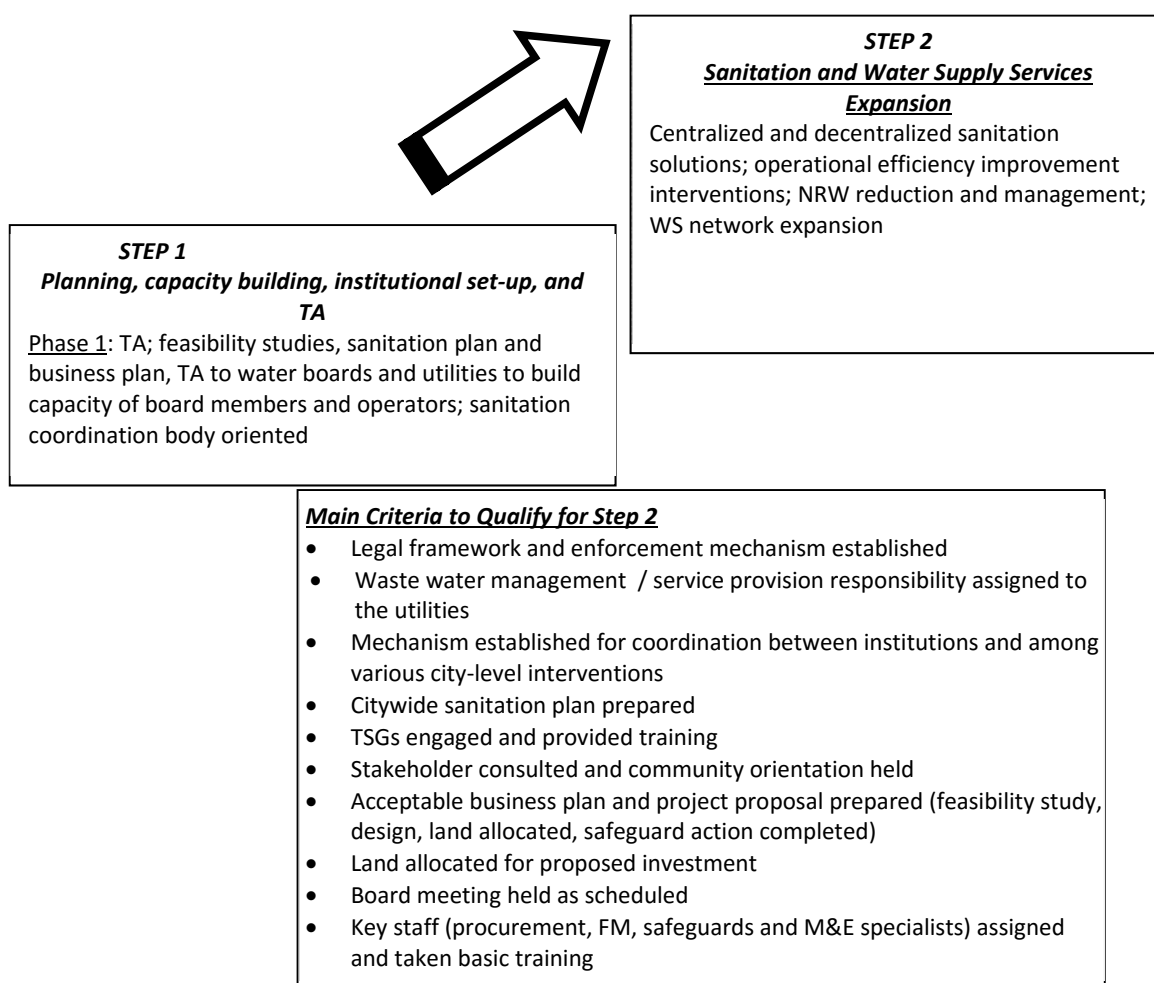 STEP 2
Sanitation and Water Supply Services
Expansion
Centralized and decentralized sanitation
solutions; operational efficiency improvement
interventions; NRW reduction and management;
WS network expansion
STEP 1
Planning, capacity building, institutional set-up, and
TA
Phase 1: TA; feasibility studies, sanitation plan and
business plan, TA to water boards and utilities to build
capacity of board members and operators; sanitation
coordination body oriented
Main Criteria to Qualify for Step 2
• Legal framework and enforcement mechanism established
• Waste water management / service provision responsibility assigned to
the utilities
• Mechanism established for coordination between institutions and among
various city-level interventions
• Citywide sanitation plan prepared
• TSGs engaged and provided training
• Stakeholder consulted and community orientation held
• Acceptable business plan and project proposal prepared (feasibility study,
design, land allocated, safeguard action completed)
• Land allocated for proposed investment
• Board meeting held as scheduled
• Key staff (procurement, FM, safeguards and M&E specialists) assigned
and taken basic training